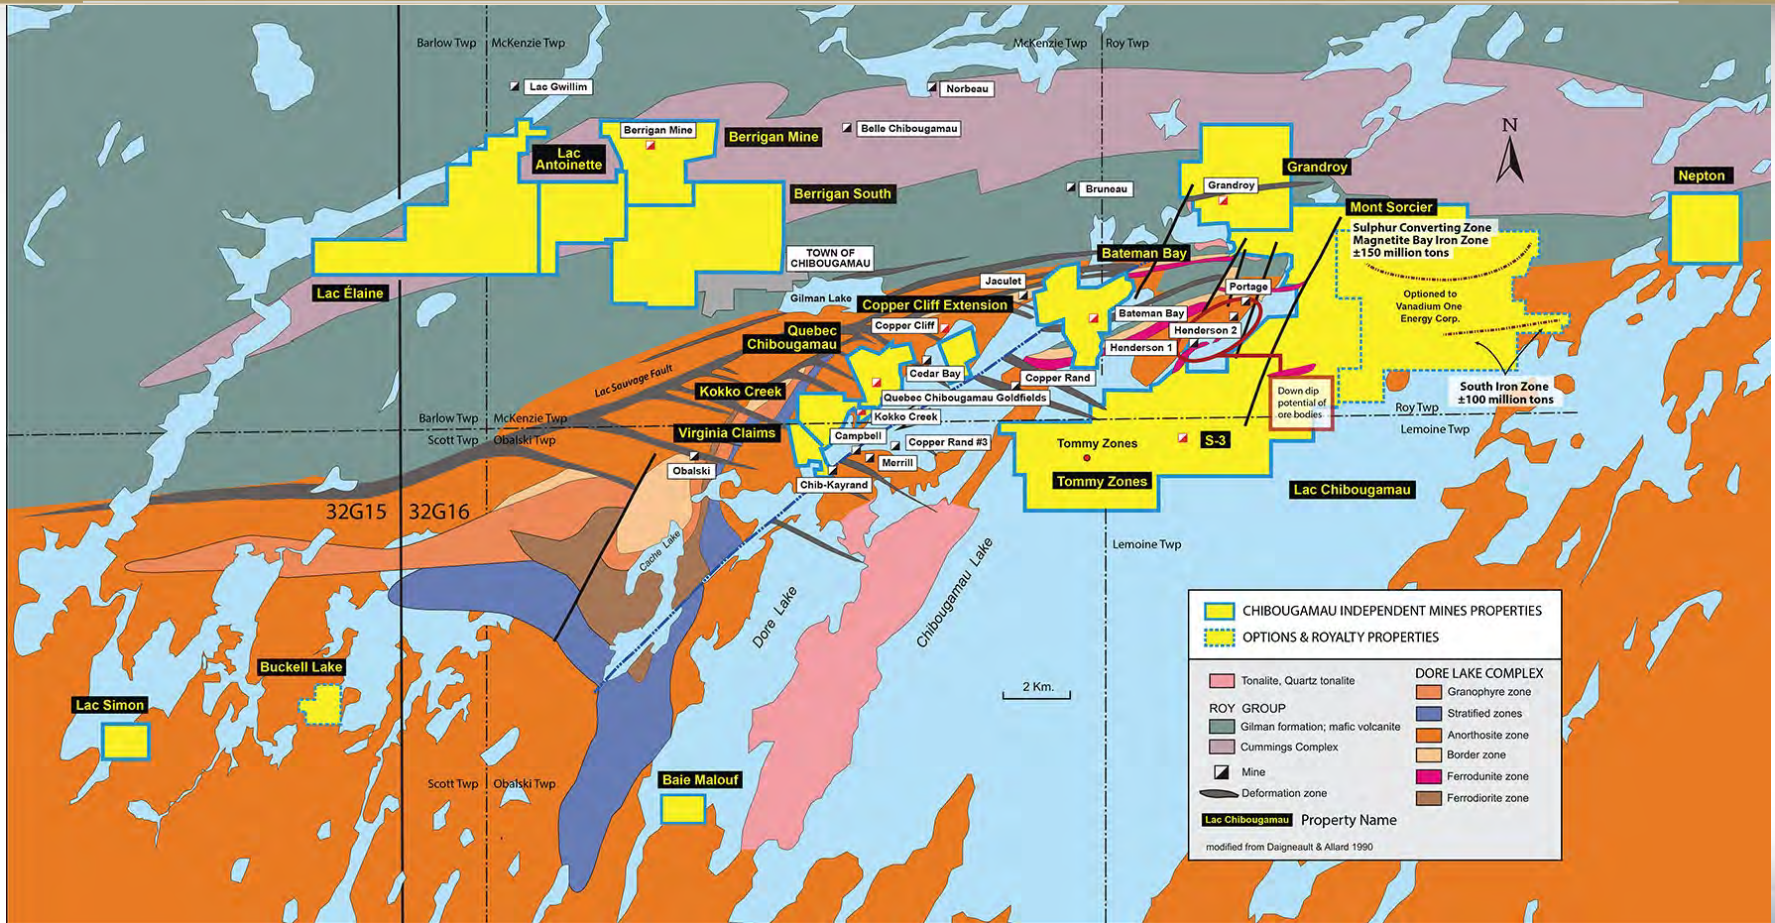 Barlow Twp
McKenzie Twp
McKenzie Twp
Roy Twp
Lac Gwillim
Norbeau
Berrigan Mine
Berrigan Mine
Belle Chibougamau
Lac
Antoinette
Grandroy
Nepton
Berrigan South
Bruneau
Grandroy
N
Mont Sorcier
Sulphur Converting Zone
Magnetite Bay Iron Zone
±150 million tons
TOWN OF
CHIBOUGAMAU
Bateman Bay
Lac Élaine
Jaculet
Portage
Optioned to
Vanadium One
Energy Corp.
Gilman Lake
Copper Cliff Extension
Bateman Bay
Copper Cliff
Henderson 2
Quebec
Chibougamau
Henderson 1
Lac Sauvage Fault
Cedar Bay
Copper Rand
South Iron Zone
±100 million tons
Kokko Creek
Quebec Chibougamau Goldfields
Down dip
potential of
ore bodies
Barlow Twp
McKenzie Twp
Kokko Creek
Roy Twp
Scott Twp
Obalski Twp
Virginia Claims
Campbell
Copper Rand #3
Tommy Zones
S-3
Lemoine Twp
Obalski
Merrill
Chib-Kayrand
Tommy Zones
Lac Chibougamau
32G15
32G16
Cache Lake
Lemoine Twp
Dore Lake
Chibougamau Lake
Buckell Lake
Lac Simon
2 Km.
Scott Twp
Obalski Twp
Baie Malouf
CHIBOUGAMAU INDEPENDENT MINES PROPERTIES
OPTIONS & ROYALTY PROPERTIES
Tonalite, Quartz tonalite
ROY GROUP
Gilman formation; mafic volcanite
Cummings Complex
Mine
Deformation zone
Lac Chibougamau
Property Name
modified from Daigneault & Allard 1990
DORE LAKE COMPLEX
Granophyre zone
Stratified zones
Anorthosite zone
Border zone
Ferrodunite zone
Ferrodiorite zone